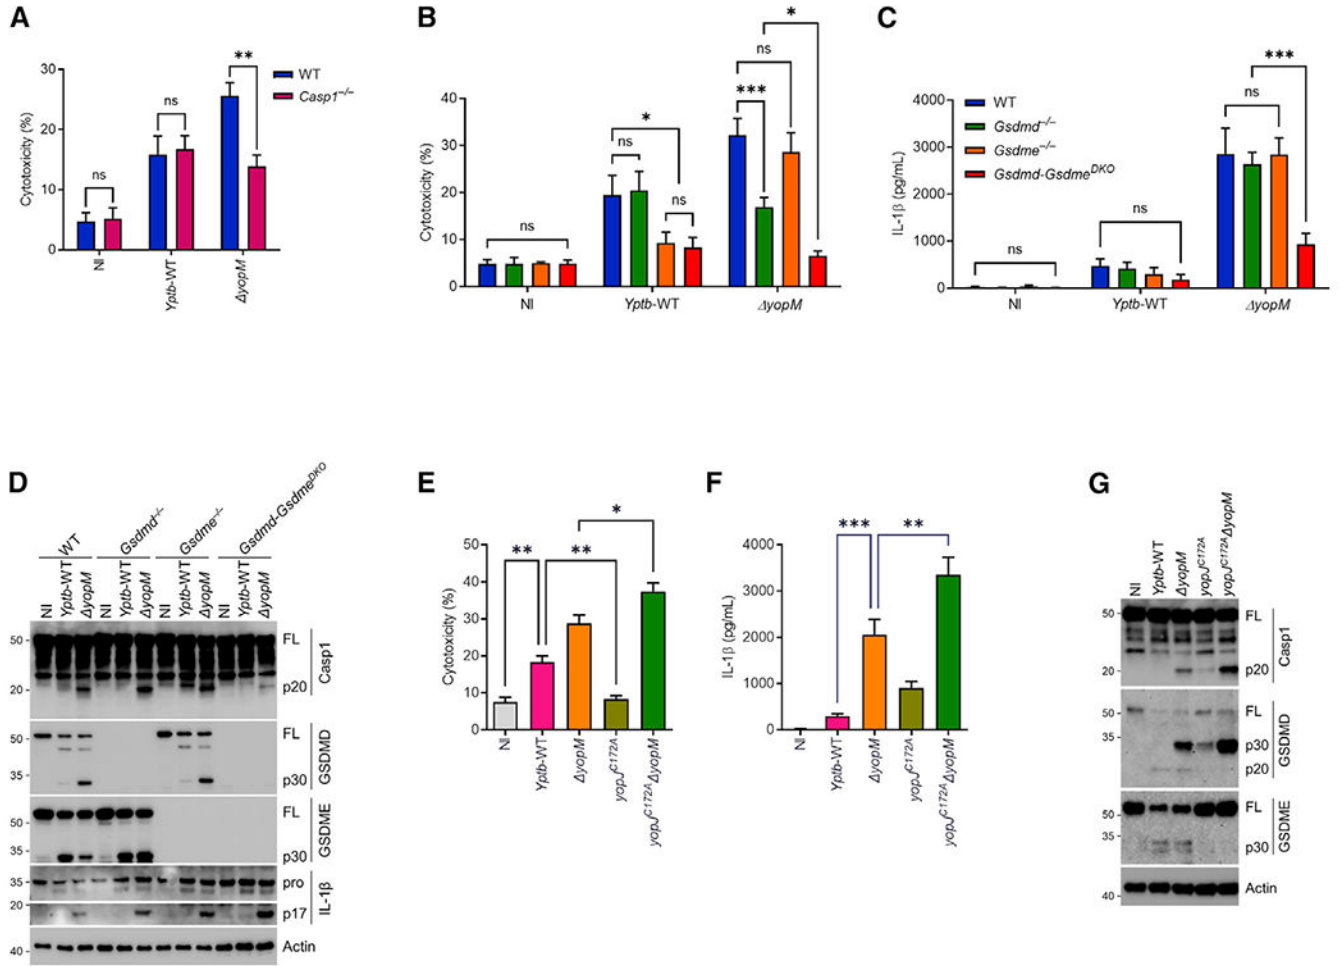 A
Cytotoxicity (%)
30
20
10
0
ns
ns
**
WT
Casp1–/–
NI
Yptb-WT
ΔyopM
B
Cytotoxicity (%)
40
30
20
10
0
ns
*
ns
ns
*
ns
***
NI
Yptb-WT
ΔyopM
C
IL-1β (pg/mL)
4000
3000
2000
1000
0
WT
Gsdmd–/–
Gsdme–/–
Gsdmd-GsdmeDKO
ns
ns
***
ns
NI
Yptb-WT
ΔyopM
D
WT
Gsdmd–/–
Gsdme–/–
Gsdmd-GsdmeDKO
NI
Yptb-WT
ΔyopM
NI
Yptb-WT
ΔyopM
NI
Yptb-WT
ΔyopM
NI
Yptb-WT
ΔyopM
50
20
FL
p20
Casp1
50
35
FL
p30
GSDMD
50
35
FL
p30
GSDME
35
20
pro
p17
IL-1β
40
Actin
E
Cytotoxicity (%)
50
40
30
20
10
0
**
**
*
NI
Yptb-WT
ΔyopM
yopJC172A
yopJC172AΔyopM
F
IL-1β (pg/mL)
4000
3000
2000
1000
0
***
**
NI
Yptb-WT
ΔyopM
yopJC172A
yopJC172AΔyopM
G
NI
Yptb-WT
ΔyopM
yopJC172A
yopJC172AΔyopM
50
20
FL
p20
Casp1
50
35
FL
p30
p20
GSDMD
50
35
FL
p30
GSDME
40
Actin